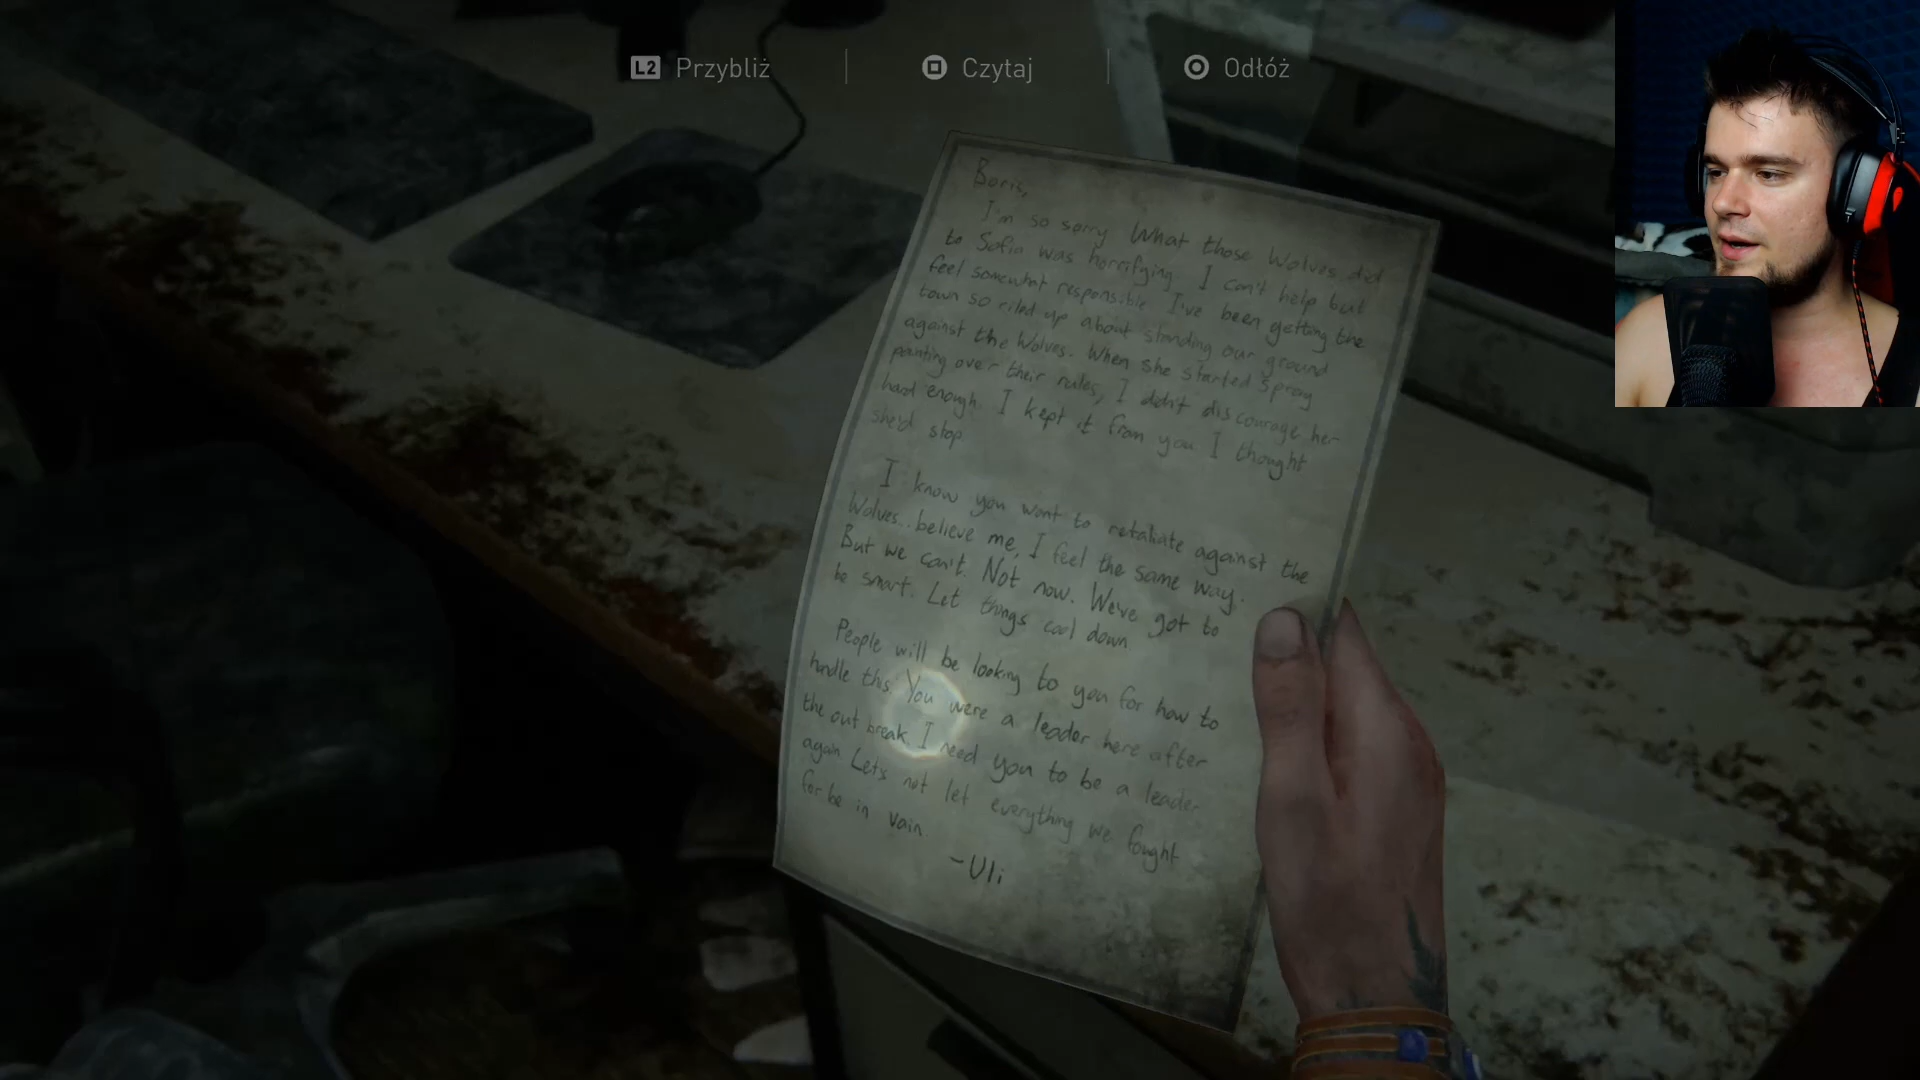 L2 Przybliż
Czytaj
Odłóż
Boris,
I'm so sorry What those Wolves did
to Sofia was horrifying I can't help but
feel somewhat responsible I've been getting the
town so riled up about standing our ground
against the Wolves. When she started spray
painting over their rules, I didn't discourage her
hard enough I kept it from you I thought
she'd stop
I know you want to retaliate against the
Wolves...believe me, I feel the same way.
But we can't. Not now. We've got to
be smart. Let things cool down
People will be looking to you for how to
handle this. You were a leader here after
the out break I need you to be a leader
again Lets not let everything we fought
for be in vain.
-Uli